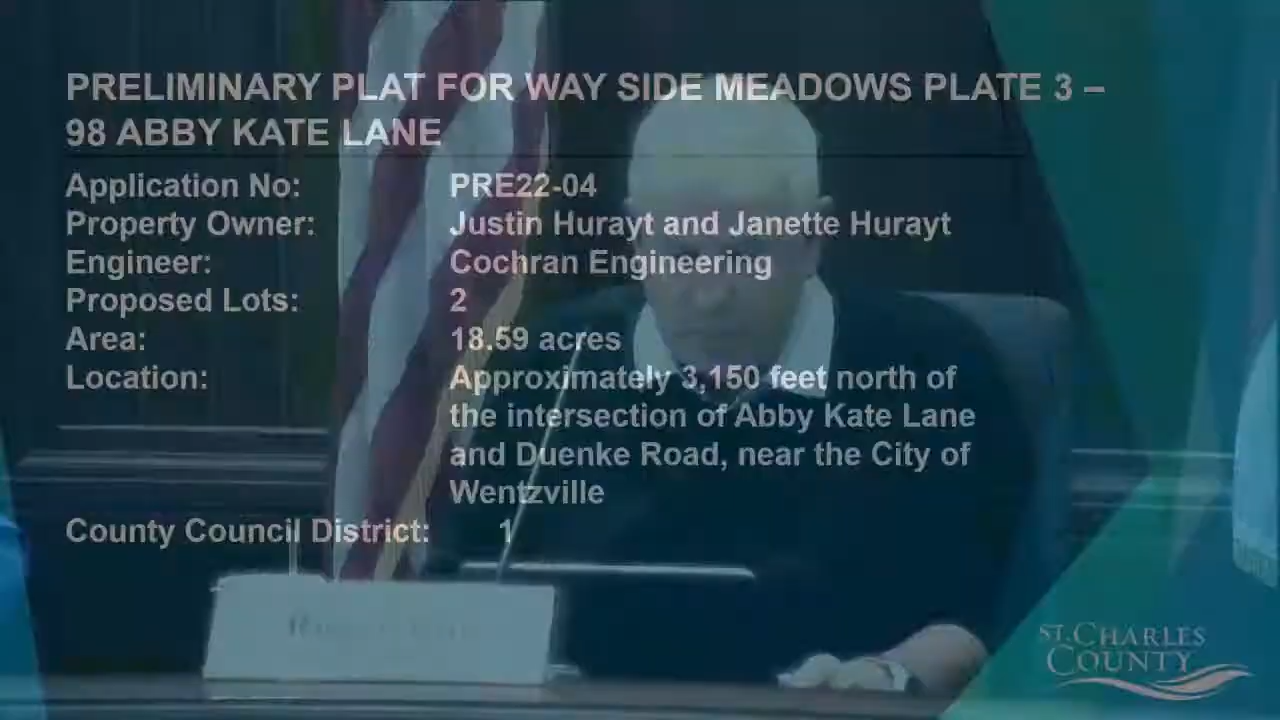 PRELIMINARY PLAT FOR WAY SIDE MEADOWS PLATE 3 –
98 ABBY KATE LANE
Application No: PRE22-04
Property Owner: Justin Hurayt and Janette Hurayt
Engineer: Cochran Engineering
Proposed Lots: 2
Area: 18.59 acres
Location: Approximately 3,150 feet north of
the intersection of Abby Kate Lane
and Duenke Road, near the City of
Wentzville
County Council District: 1
ST. CHARLES
COUNTY